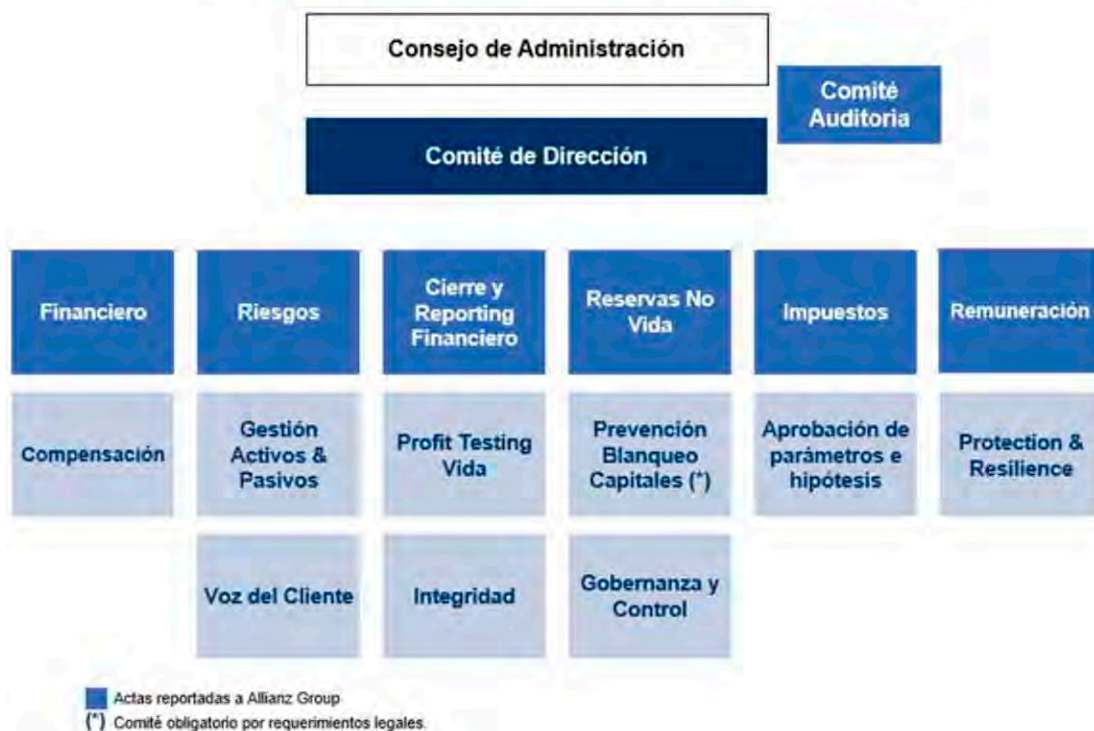 Consejo de Administración
Comité
Auditoria
Comité de Dirección
Financiero
Riesgos
Cierre y
Reporting
Financiero
Reservas No
Vida
Impuestos
Remuneración
Compensación
Gestión
Activos &
Pasivos
Profit Testing
Vida
Prevención
Blanqueo
Capitales (*)
Aprobación de
parámetros e
hipótesis
Protection &
Resilience
Voz del Cliente
Integridad
Gobernanza y
Control
Actas reportadas a Allianz Group
(*) Comité obligatorio por requerimientos legales.